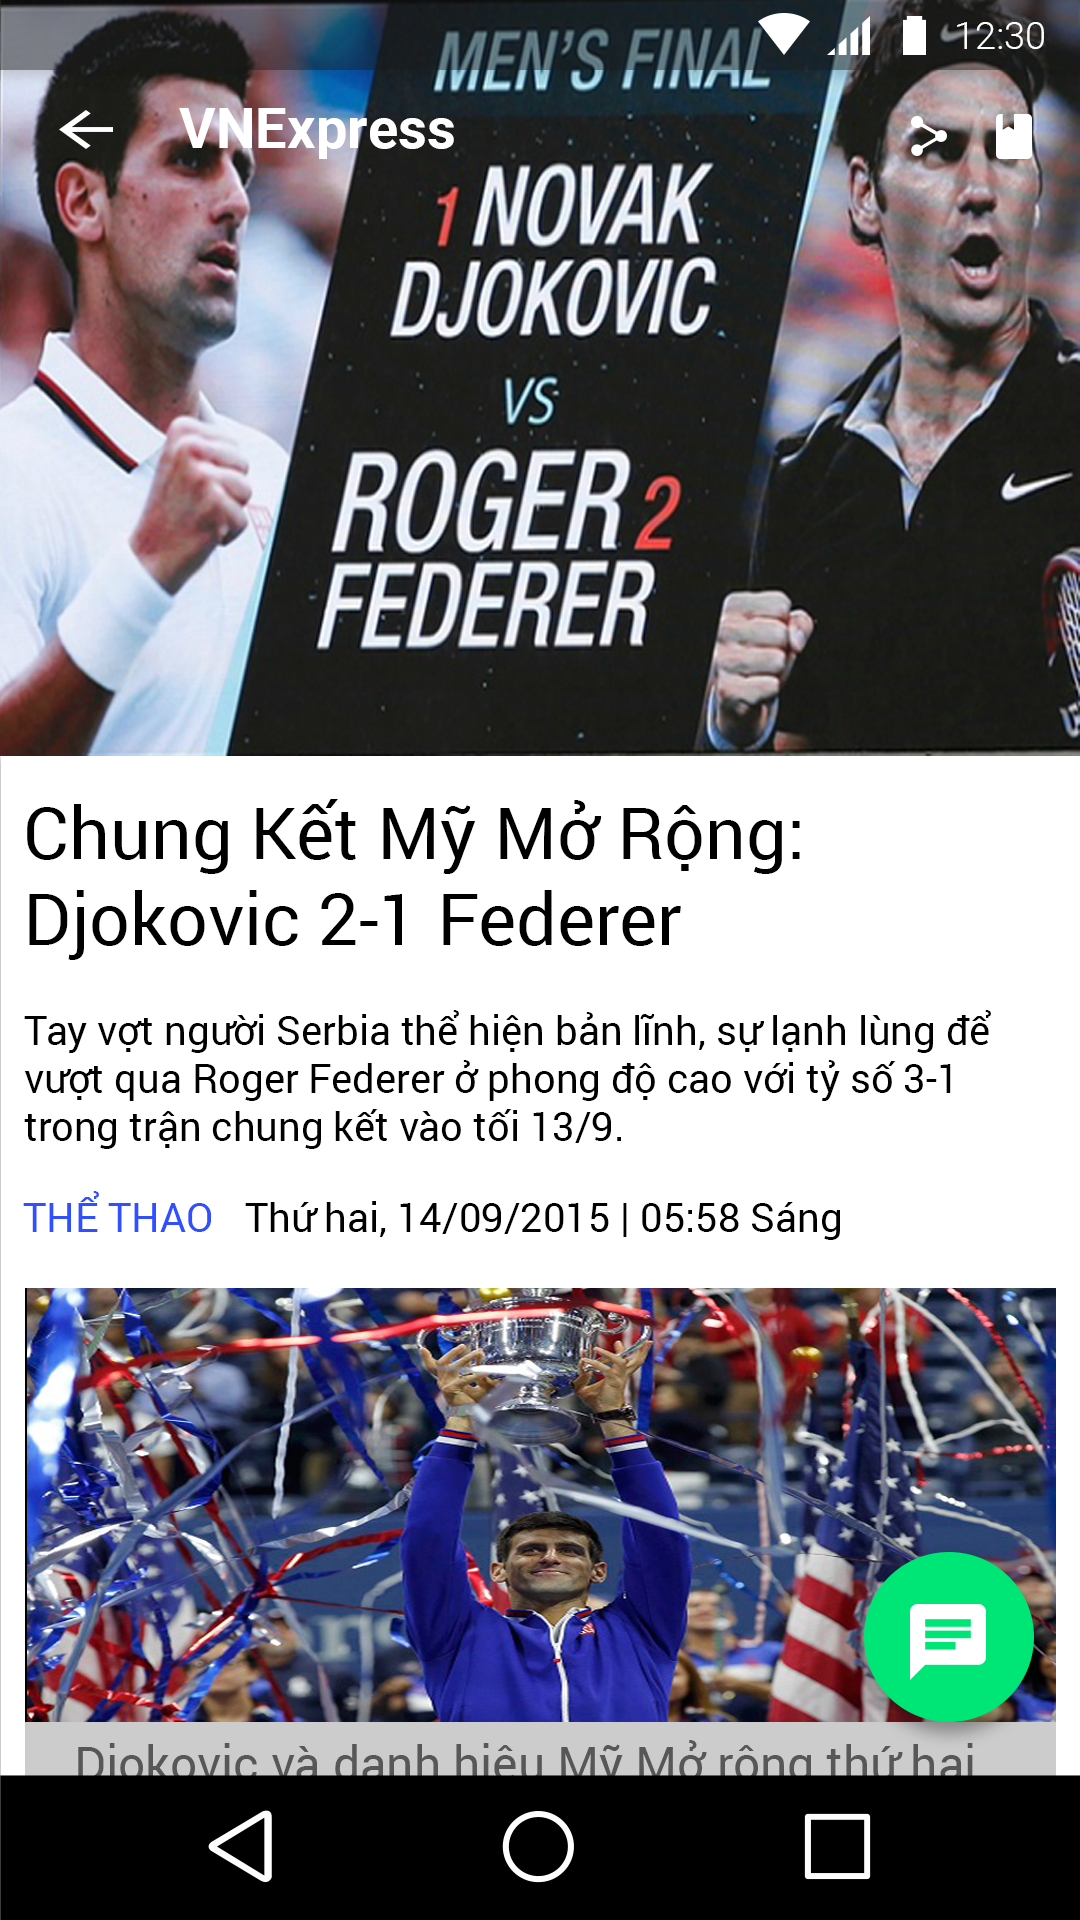 12:30
VNExpress
MEN'S FINAL
1 NOVAK
DJOKOVIC
VS
ROGER 2
FEDERER
Chung Kết Mỹ Mở Rộng:
Djokovic 2-1 Federer
Tay vợt người Serbia thể hiện bản lĩnh, sự lạnh lùng để
vượt qua Roger Federer ở phong độ cao với tỷ số 3-1
trong trận chung kết vào tối 13/9.
THỂ THAO Thứ hai, 14/09/2015 | 05:58 Sáng
Djokovic và danh hiệu Mỹ Mở rộng thứ hai